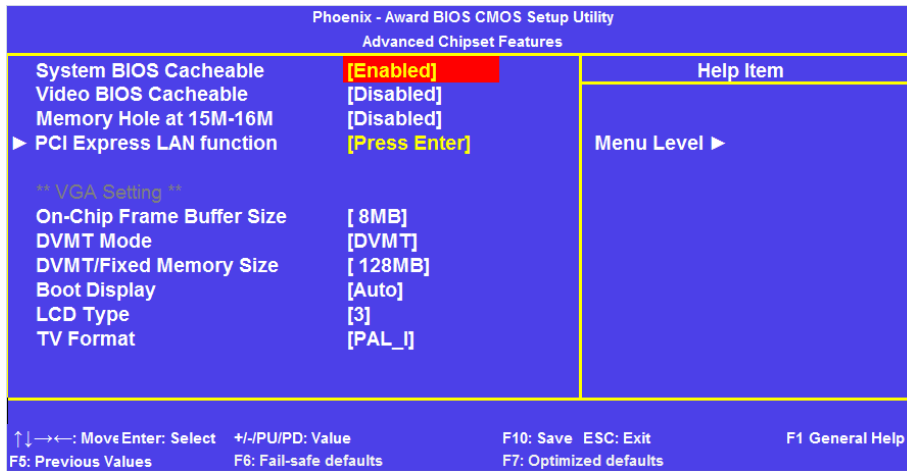 Phoenix - Award BIOS CMOS Setup Utility
Advanced Chipset Features
System BIOS Cacheable [Enabled]
Video BIOS Cacheable [Disabled]
Memory Hole at 15M-16M [Disabled]
► PCI Express LAN function [Press Enter]
** VGA Setting **
On-Chip Frame Buffer Size [ 8MB]
DVMT Mode [DVMT]
DVMT/Fixed Memory Size [ 128MB]
Boot Display [Auto]
LCD Type [3]
TV Format [PAL_I]
Help Item
Menu Level ►
↑↓→←: Move Enter: Select +/-/PU/PD: Value F10: Save ESC: Exit F1 General Help
F5: Previous Values F6: Fail-safe defaults F7: Optimized defaults